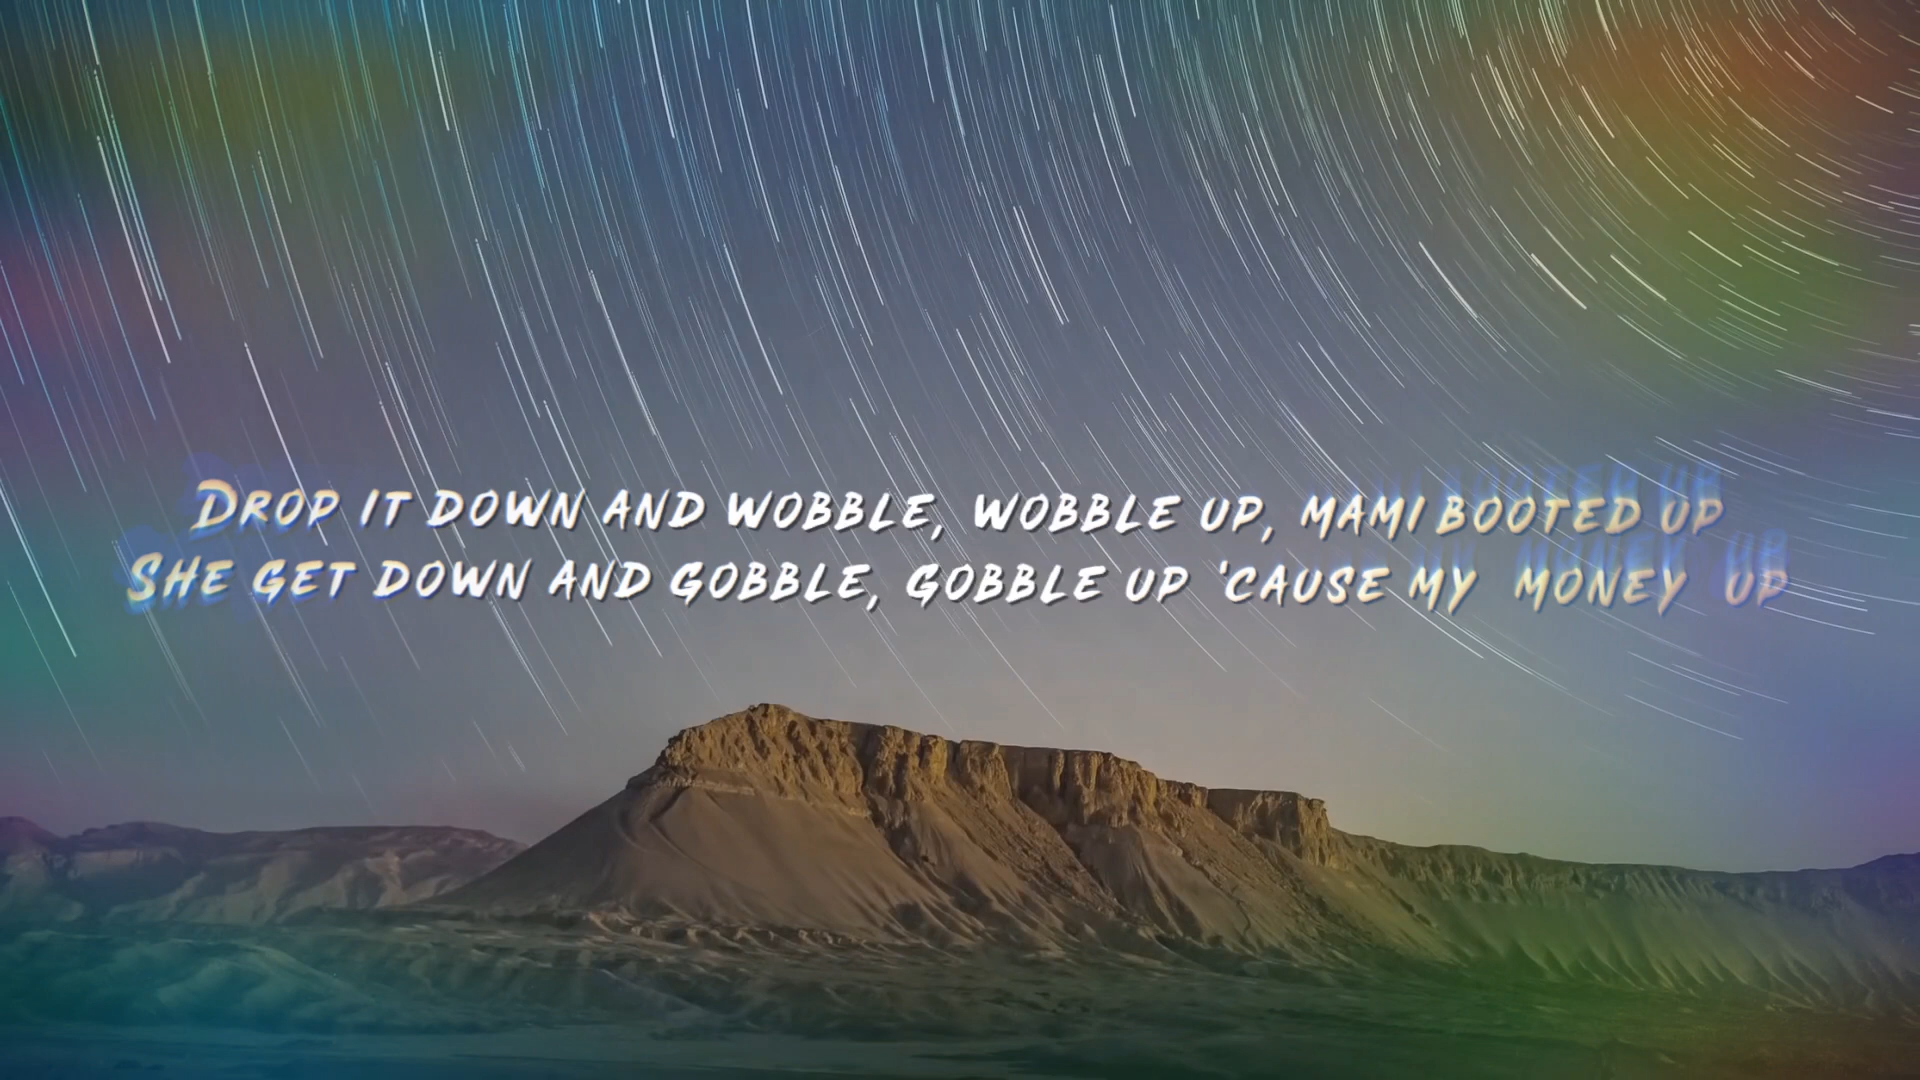 Drop it down and wobble, wobble up, mami booted up
She get down and gobble, gobble up 'cause my money up